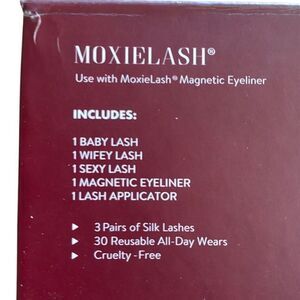 MOXIELASH®
Use with MoxieLash® Magnetic Eyeliner
INCLUDES:
1 BABY LASH
1 WIFEY LASH
1 SEXY LASH
1 MAGNETIC EYELINER
1 LASH APPLICATOR
▶ 3 Pairs of Silk Lashes
▶ 30 Reusable All-Day Wears
▶ Cruelty -Free